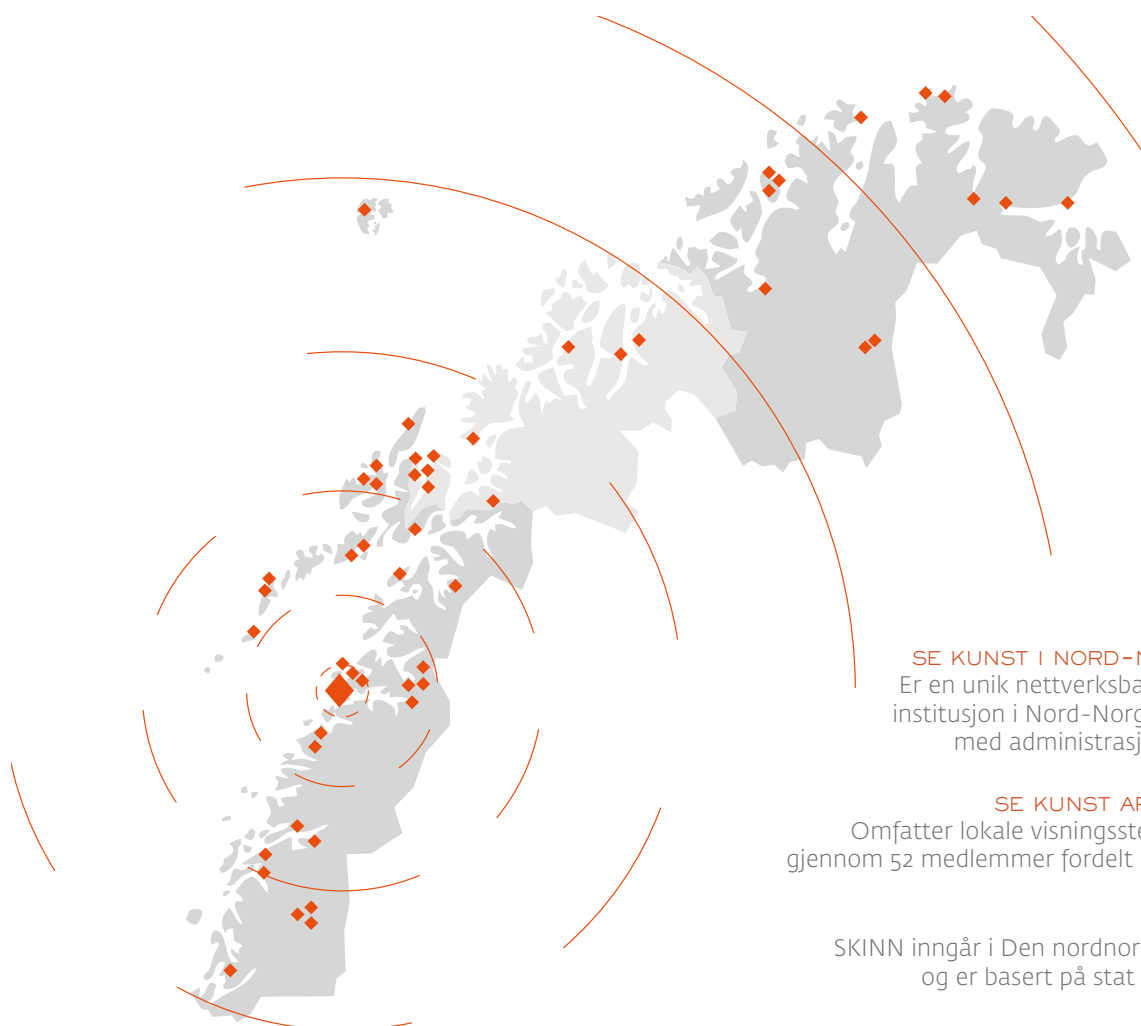 SE KUNST I NORD-N
Er en unik nettverksba
institusjon i Nord-Norg
med administrasj
SE KUNST AR
Omfatter lokale visningsste
gjennom 52 medlemmer fordelt
SKINN inngår i Den nordnor
og er basert på stat